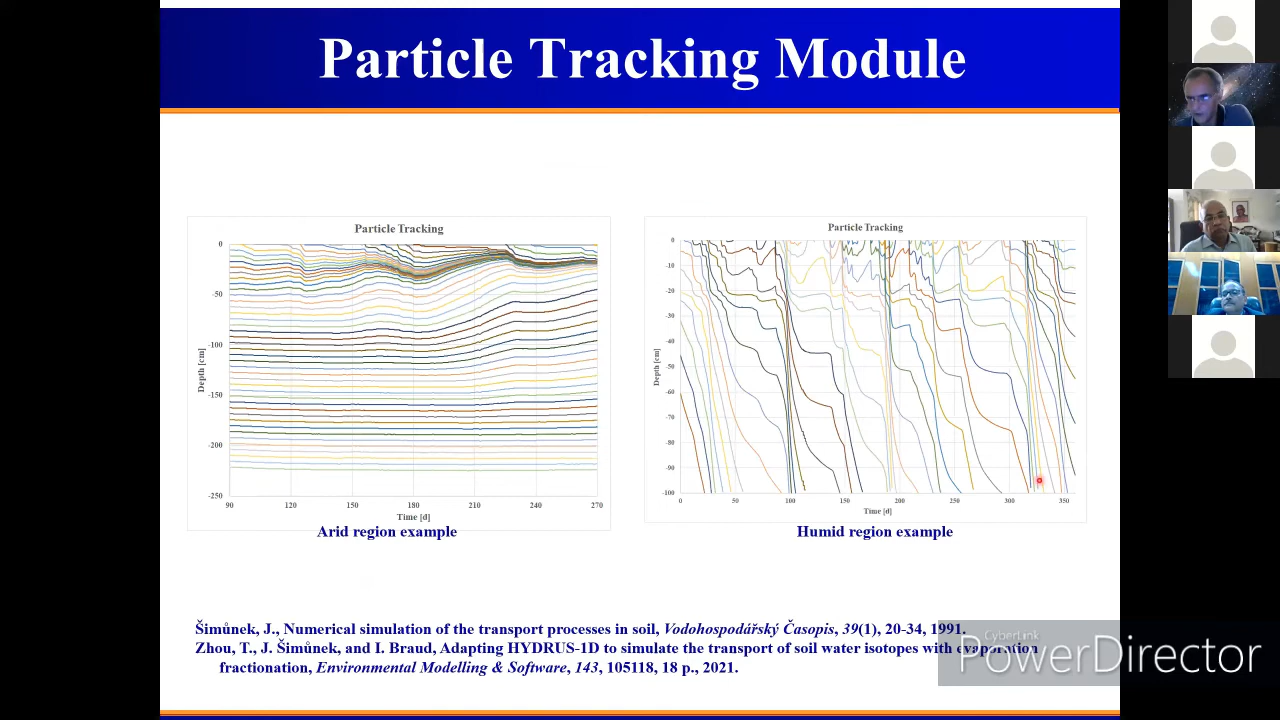 Particle Tracking Module
Particle Tracking
0
-50
-100
-150
-200
-250
Depth [cm]
90 120 150 180 210 240 270
Time [d]
Arid region example
Particle Tracking
0
-10
-20
-30
-40
-50
-60
-70
-80
-90
-100
Depth [cm]
0 50 100 150 200 250 300 350
Time [d]
Humid region example
Šimůnek, J., Numerical simulation of the transport processes in soil, Vodohospodářský Časopis, 39(1), 20-34, 1991.
Zhou, T., J. Šimůnek, and I. Braud, Adapting HYDRUS-1D to simulate the transport of soil water isotopes with evaporation
fractionation, Environmental Modelling & Software, 143, 105118, 18 p., 2021.
CyberLink
PowerDirector